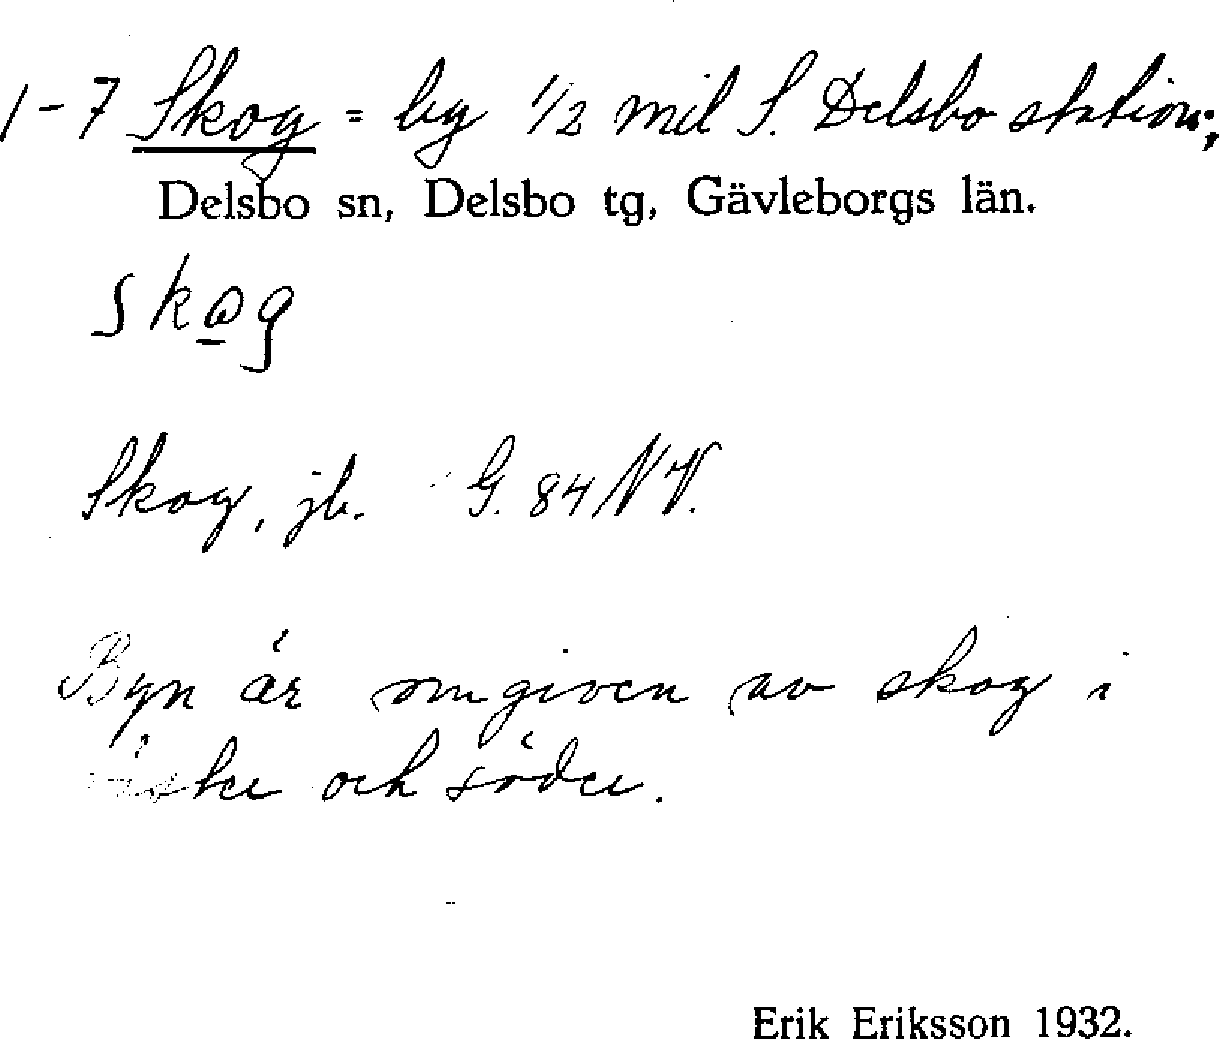 1-7 Skog = by 1/2 mil S. Delsbo station;
Delsbo sn, Delsbo tg, Gävleborgs län.
skog
Skog, jb. G. 84 NV.
Byn är omgiven av skog i
väster och söder.
Erik Eriksson 1932.